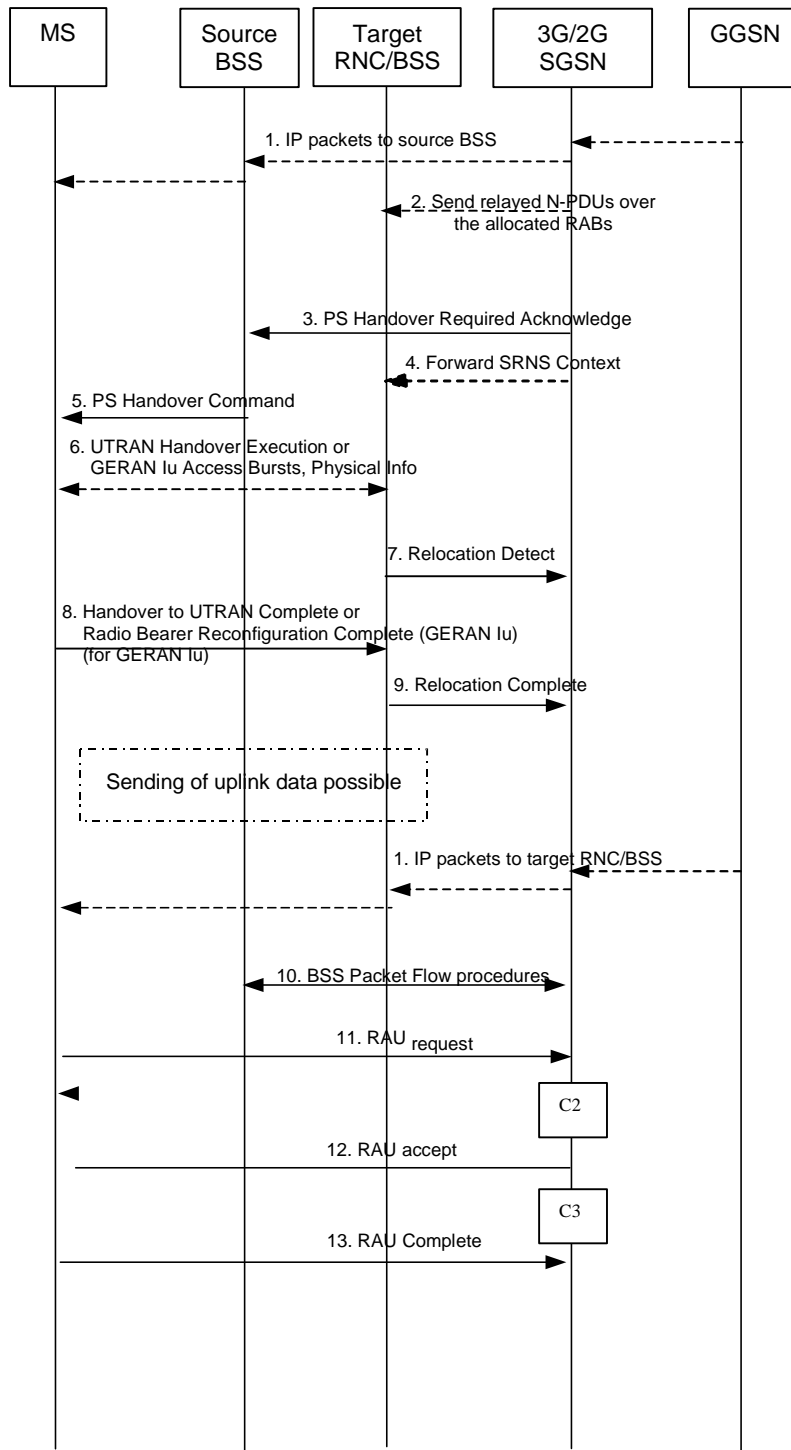 MS
Source
BSS
Target
RNC/BSS
3G/2G
SGSN
GGSN
1. IP packets to source BSS
2. Send relayed N-PDUs over
the allocated RABs
3. PS Handover Required Acknowledge
4. Forward SRNS Context
5. PS Handover Command
6. UTRAN Handover Execution or
GERAN Iu Access Bursts, Physical Info
7. Relocation Detect
8. Handover to UTRAN Complete or
Radio Bearer Reconfiguration Complete (GERAN Iu)
(for GERAN Iu)
9. Relocation Complete
Sending of uplink data possible
1. IP packets to target RNC/BSS
10. BSS Packet Flow procedures
11. RAU request
C2
12. RAU accept
C3
13. RAU Complete